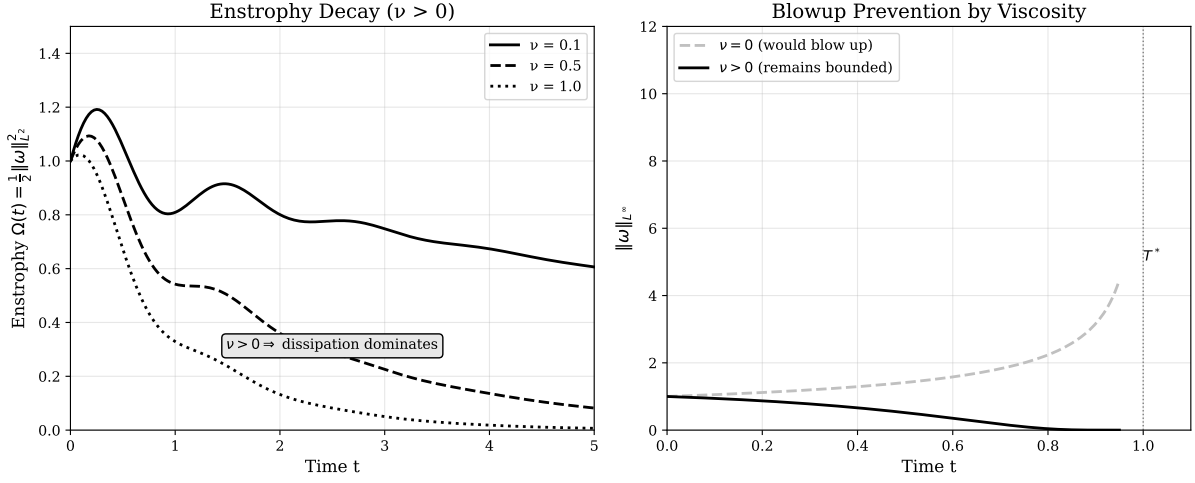 Enstrophy Decay (ν > 0)
Enstrophy Ω(t) = ½‖ω‖²_{L²}
1.4
1.2
1.0
0.8
0.6
0.4
0.2
0.0
ν = 0.1
ν = 0.5
ν = 1.0
ν > 0 ⇒ dissipation dominates
0 1 2 3 4 5
Time t
Blowup Prevention by Viscosity
‖ω‖_{L^∞}
12
10
8
6
4
2
0
ν = 0 (would blow up)
ν > 0 (remains bounded)
T*
0.0 0.2 0.4 0.6 0.8 1.0
Time t